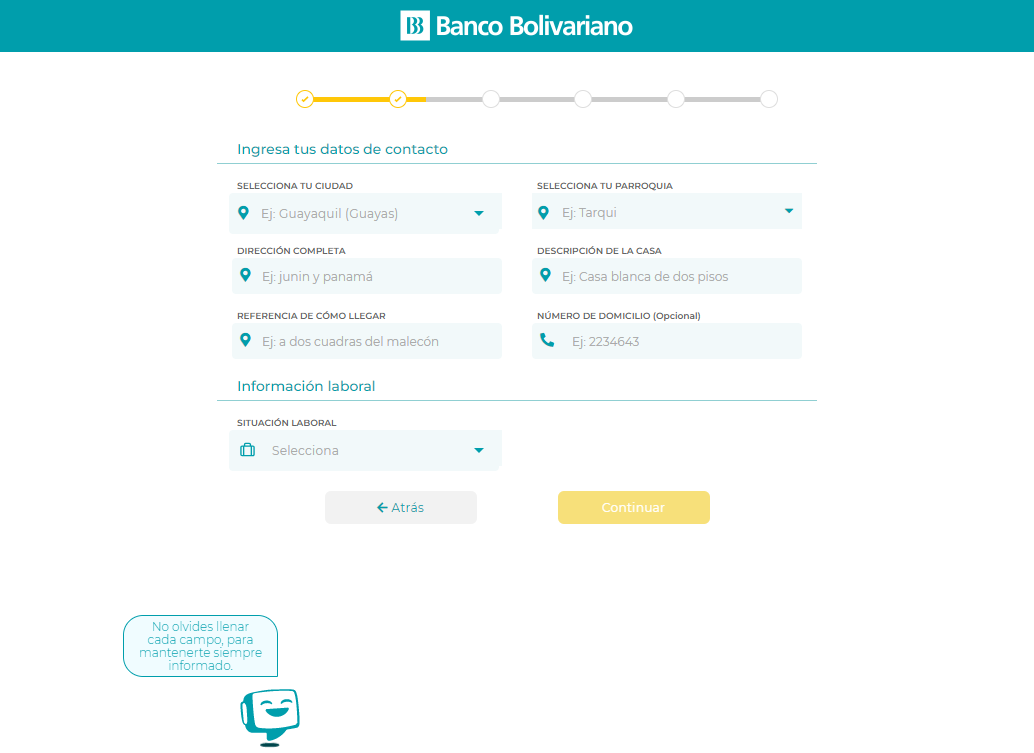 Banco Bolivariano
Ingresa tus datos de contacto
SELECCIONA TU CIUDAD
SELECCIONA TU PARROQUIA
Ej: Guayaquil (Guayas)
Ej: Tarqui
DIRECCIÓN COMPLETA
DESCRIPCIÓN DE LA CASA
Ej: junin y panamá
Ej: Casa blanca de dos pisos
REFERENCIA DE CÓMO LLEGAR
NÚMERO DE DOMICILIO (Opcional)
Ej: a dos cuadras del malecón
Ej: 2234643
Información laboral
SITUACIÓN LABORAL
Selecciona
Atrás
Continuar
No olvides llenar
cada campo, para
mantenerte siempre
informado.